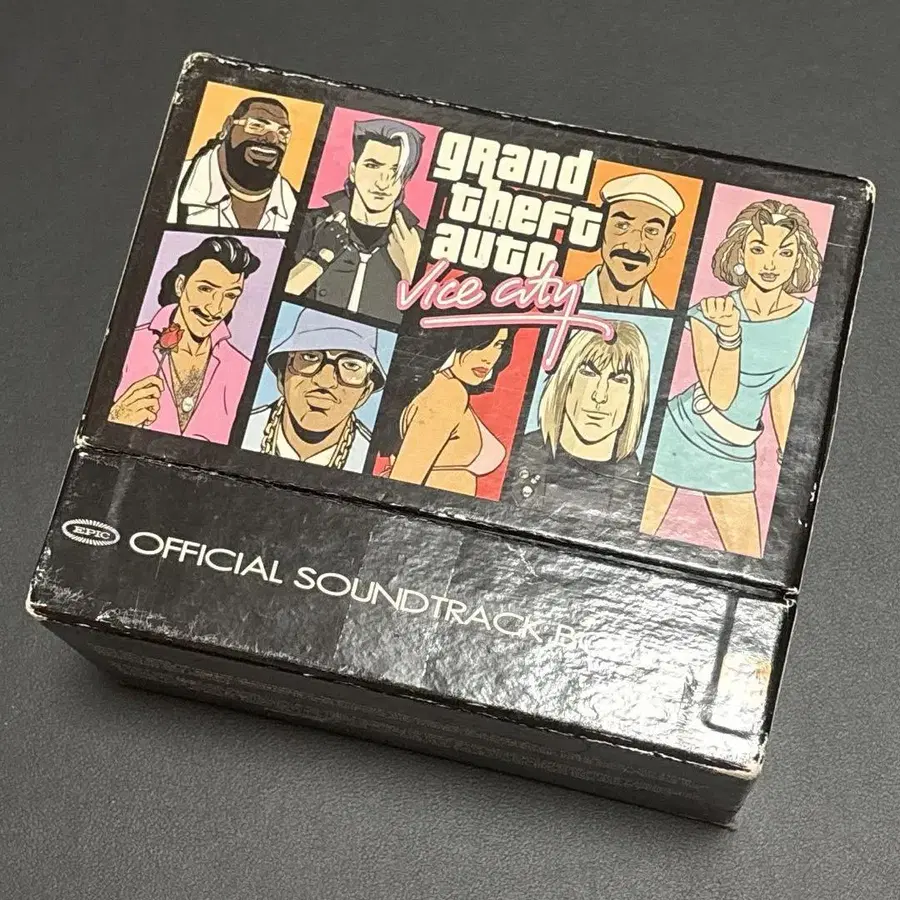 grand
theft
auto
Vice City
EPIC
OFFICIAL SOUNDTRACK